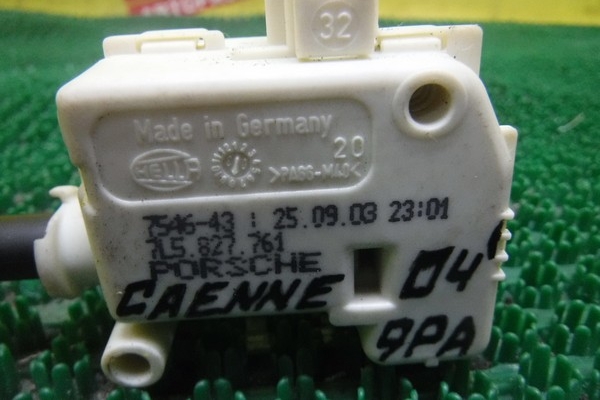 32
Made in Germany
20
HELLA
>PA66-M40<
7546-43 : 25.09.03 23:01
7L5.827.761
PORSCHE
CAENNE 04
9PA